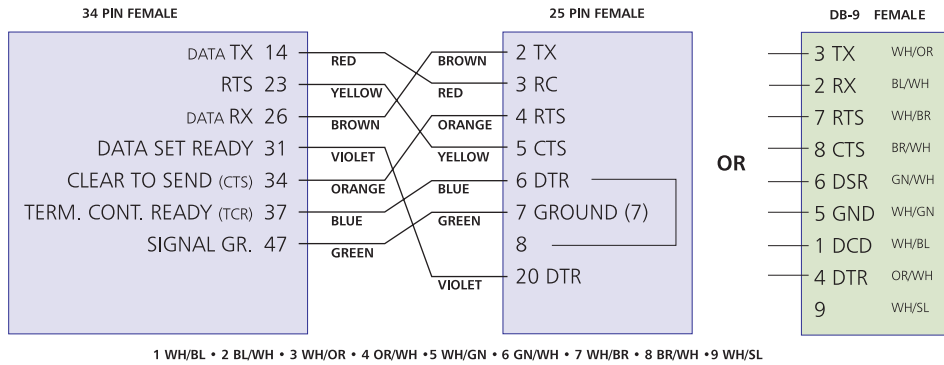 34 PIN FEMALE
25 PIN FEMALE
DB-9 FEMALE
DATA TX 14
RTS 23
DATA RX 26
DATA SET READY 31
CLEAR TO SEND (CTS) 34
TERM. CONT. READY (TCR) 37
SIGNAL GR. 47
RED
YELLOW
BROWN
VIOLET
ORANGE
BLUE
GREEN
BROWN
RED
ORANGE
YELLOW
BLUE
GREEN
VIOLET
2 TX
3 RC
4 RTS
5 CTS
6 DTR
7 GROUND (7)
8
20 DTR
OR
3 TX WH/OR
2 RX BL/WH
7 RTS WH/BR
8 CTS BR/WH
6 DSR GN/WH
5 GND WH/GN
1 DCD WH/BL
4 DTR OR/WH
9 WH/SL
1 WH/BL • 2 BL/WH • 3 WH/OR • 4 OR/WH •5 WH/GN • 6 GN/WH • 7 WH/BR • 8 BR/WH •9 WH/SL